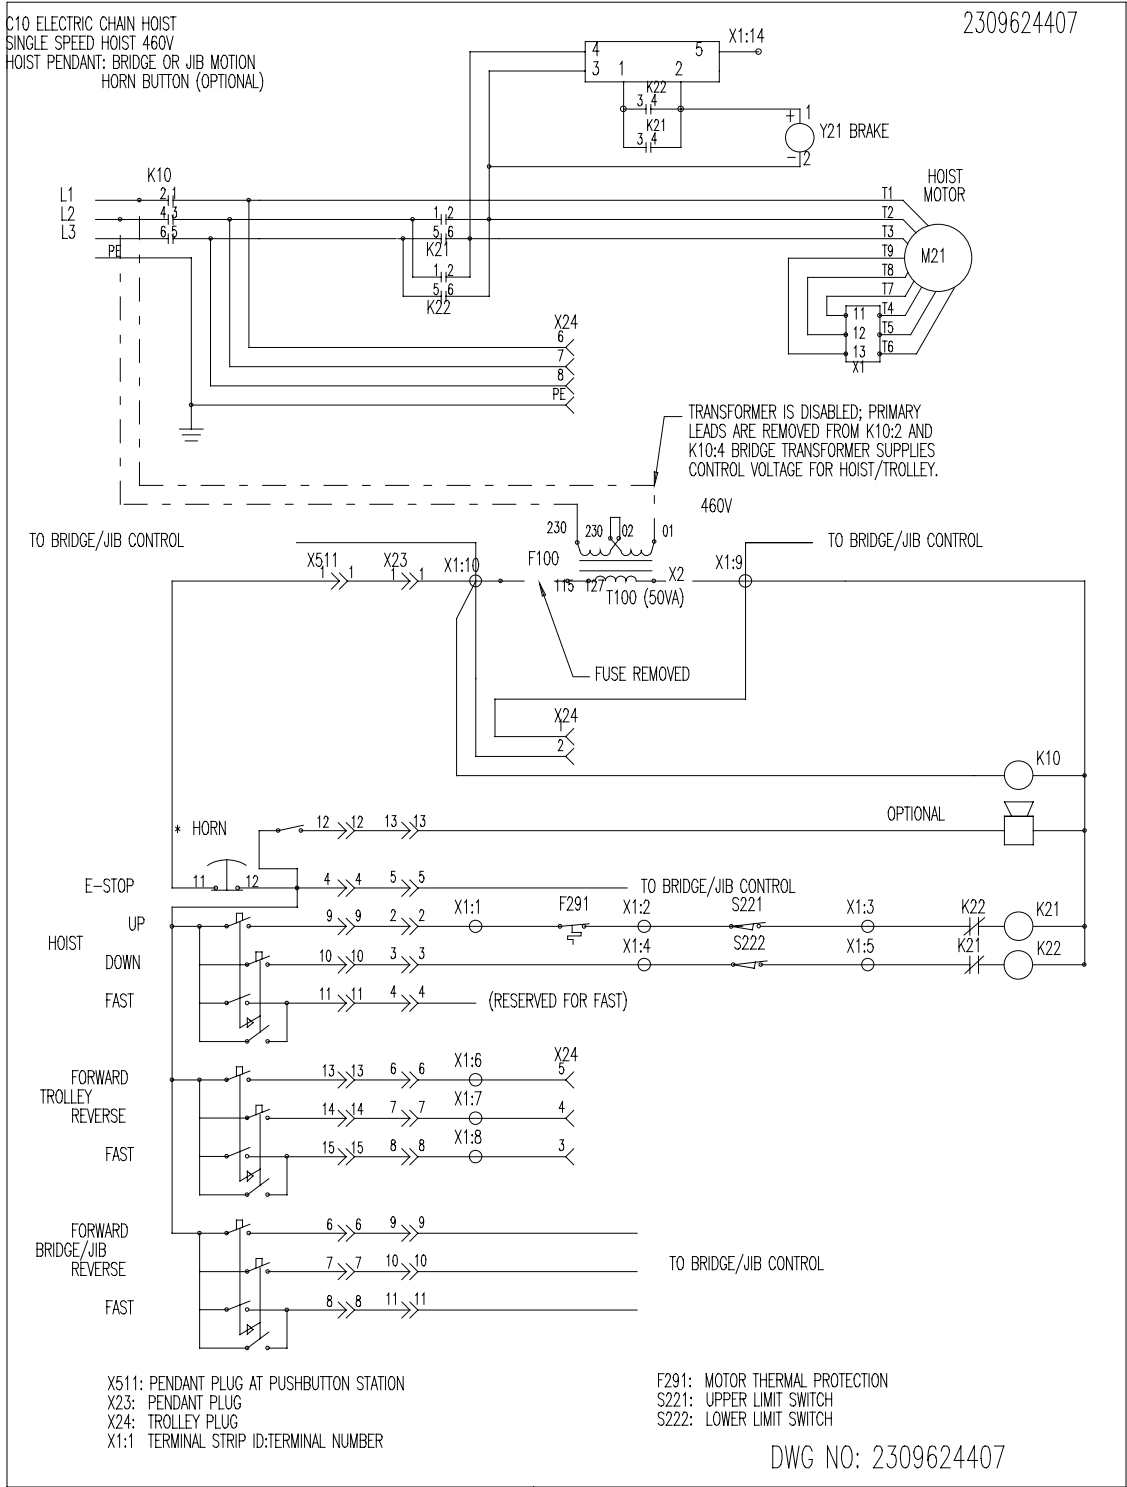 C10 ELECTRIC CHAIN HOIST
SINGLE SPEED HOIST 460V
HOIST PENDANT: BRIDGE OR JIB MOTION
HORN BUTTON (OPTIONAL)
2309624407
4 5 X1:14
3 1 2
K22
3 4
K21
3 4
+ 1
Y21 BRAKE
- 2
K10
HOIST
MOTOR
L1 2 1 T1
L2 4 3 1 2 T2
L3 6 5 5 6 T3
K21
PE T9
M21
1 2 T8
5 6 T7
K22
11 T4
12 T5
13 T6
X1
X24
6
7
8
PE
TRANSFORMER IS DISABLED; PRIMARY
LEADS ARE REMOVED FROM K10:2 AND
K10:4 BRIDGE TRANSFORMER SUPPLIES
CONTROL VOLTAGE FOR HOIST/TROLLEY.
460V
230 230 02 01
TO BRIDGE/JIB CONTROL
TO BRIDGE/JIB CONTROL
X511 X23 X1:10 F100 X1:9
1 1 1 1 115 127 X2
T100 (50VA)
FUSE REMOVED
X24
1
2
K10
OPTIONAL
* HORN 12 12 13 13
E-STOP 11 12 4 4 5 5 TO BRIDGE/JIB CONTROL
UP 9 9 2 2 X1:1 F291 X1:2 S221 X1:3 K22 K21
HOIST
DOWN 10 10 3 3 X1:4 S222 X1:5 K21 K22
FAST 11 11 4 4 (RESERVED FOR FAST)
X24
FORWARD 13 13 6 6 X1:6 5
TROLLEY
REVERSE 14 14 7 7 X1:7 4
FAST 15 15 8 8 X1:8 3
FORWARD 6 6 9 9
BRIDGE/JIB
REVERSE 7 7 10 10 TO BRIDGE/JIB CONTROL
FAST 8 8 11 11
X511: PENDANT PLUG AT PUSHBUTTON STATION
X23: PENDANT PLUG
X24: TROLLEY PLUG
X1:1 TERMINAL STRIP ID:TERMINAL NUMBER
F291: MOTOR THERMAL PROTECTION
S221: UPPER LIMIT SWITCH
S222: LOWER LIMIT SWITCH
DWG NO: 2309624407